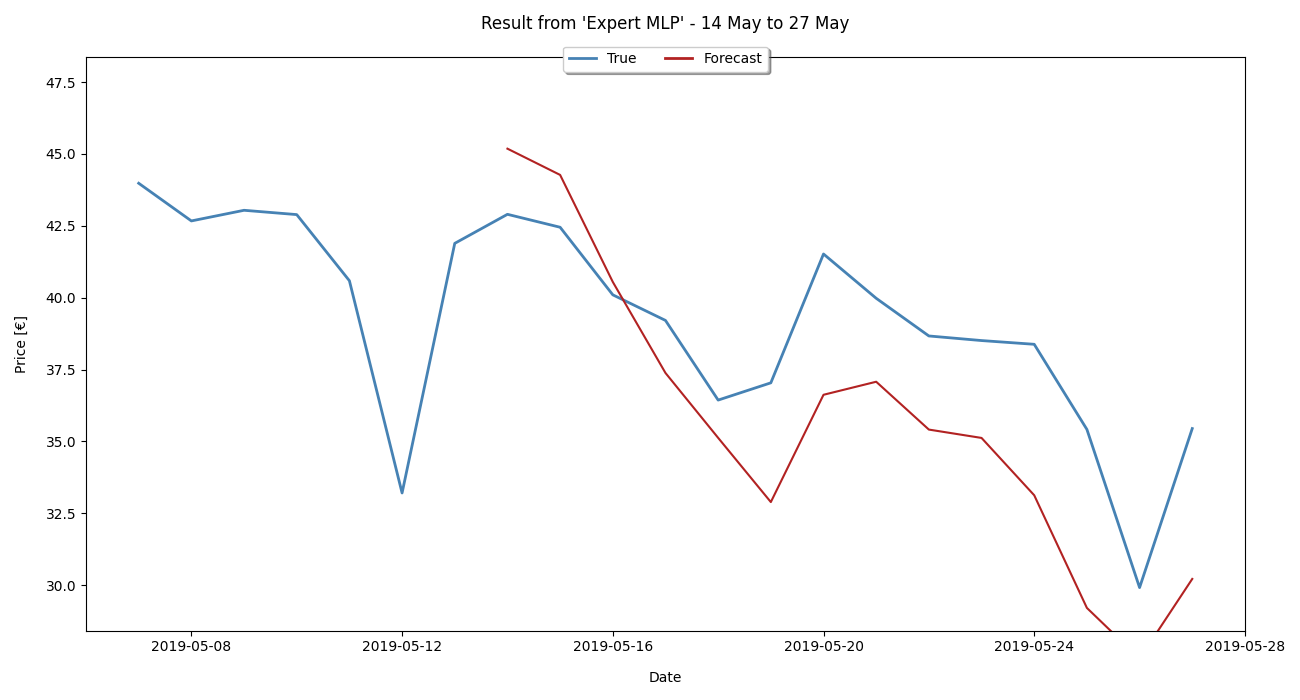 Result from 'Expert MLP' - 14 May to 27 May
True Forecast
47.5
45.0
42.5
40.0
37.5
35.0
32.5
30.0
Price [€]
2019-05-08 2019-05-12 2019-05-16 2019-05-20 2019-05-24 2019-05-28
Date